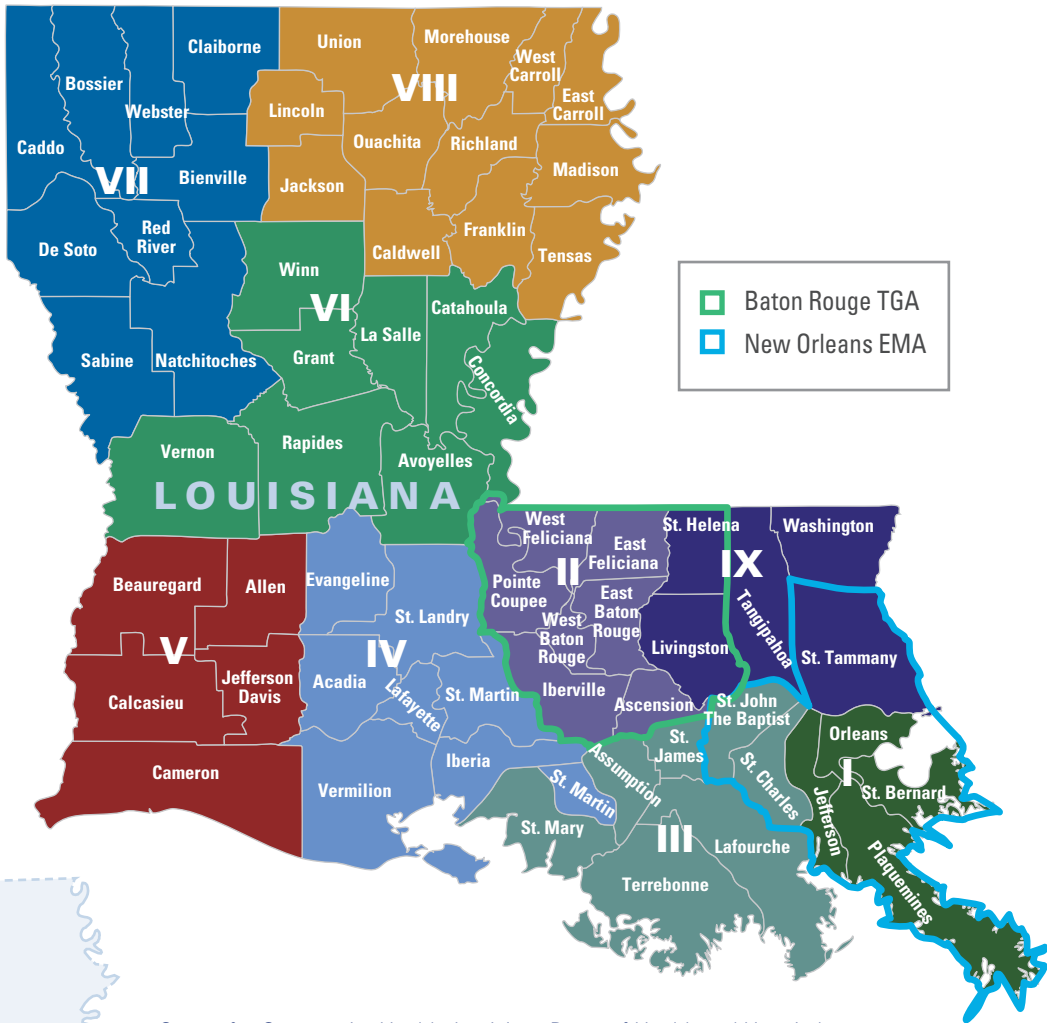 Claiborne
Union
Morehouse
West
Carroll
Bossier
Webster
VIII
East
Carroll
Lincoln
Caddo
Ouachita
Richland
Madison
VII
Bienville
Jackson
Red
River
De Soto
Franklin
Caldwell
Tensas
Winn
VI
Catahoula
La Salle
Baton Rouge TGA
New Orleans EMA
Sabine
Natchitoches
Grant
Concordia
Vernon
Rapides
Avoyelles
LOUISIANA
West
Feliciana
St. Helena
Washington
East
Feliciana
IX
II
Beauregard
Allen
Evangeline
Pointe
Coupee
East
Baton
Rouge
Tangipahoa
St. Landry
West
Baton
Rouge
Livingston
St. Tammany
V
IV
Jefferson
Davis
Acadia
Lafayette
St. Martin
Iberville
Ascension
Calcasieu
St. John
The Baptist
Orleans
St.
James
Cameron
Iberia
Assumption
St. Charles
I
St. Bernard
Vermilion
St. Martin
Jefferson
St. Mary
III
Lafourche
Plaquemines
Terrebonne